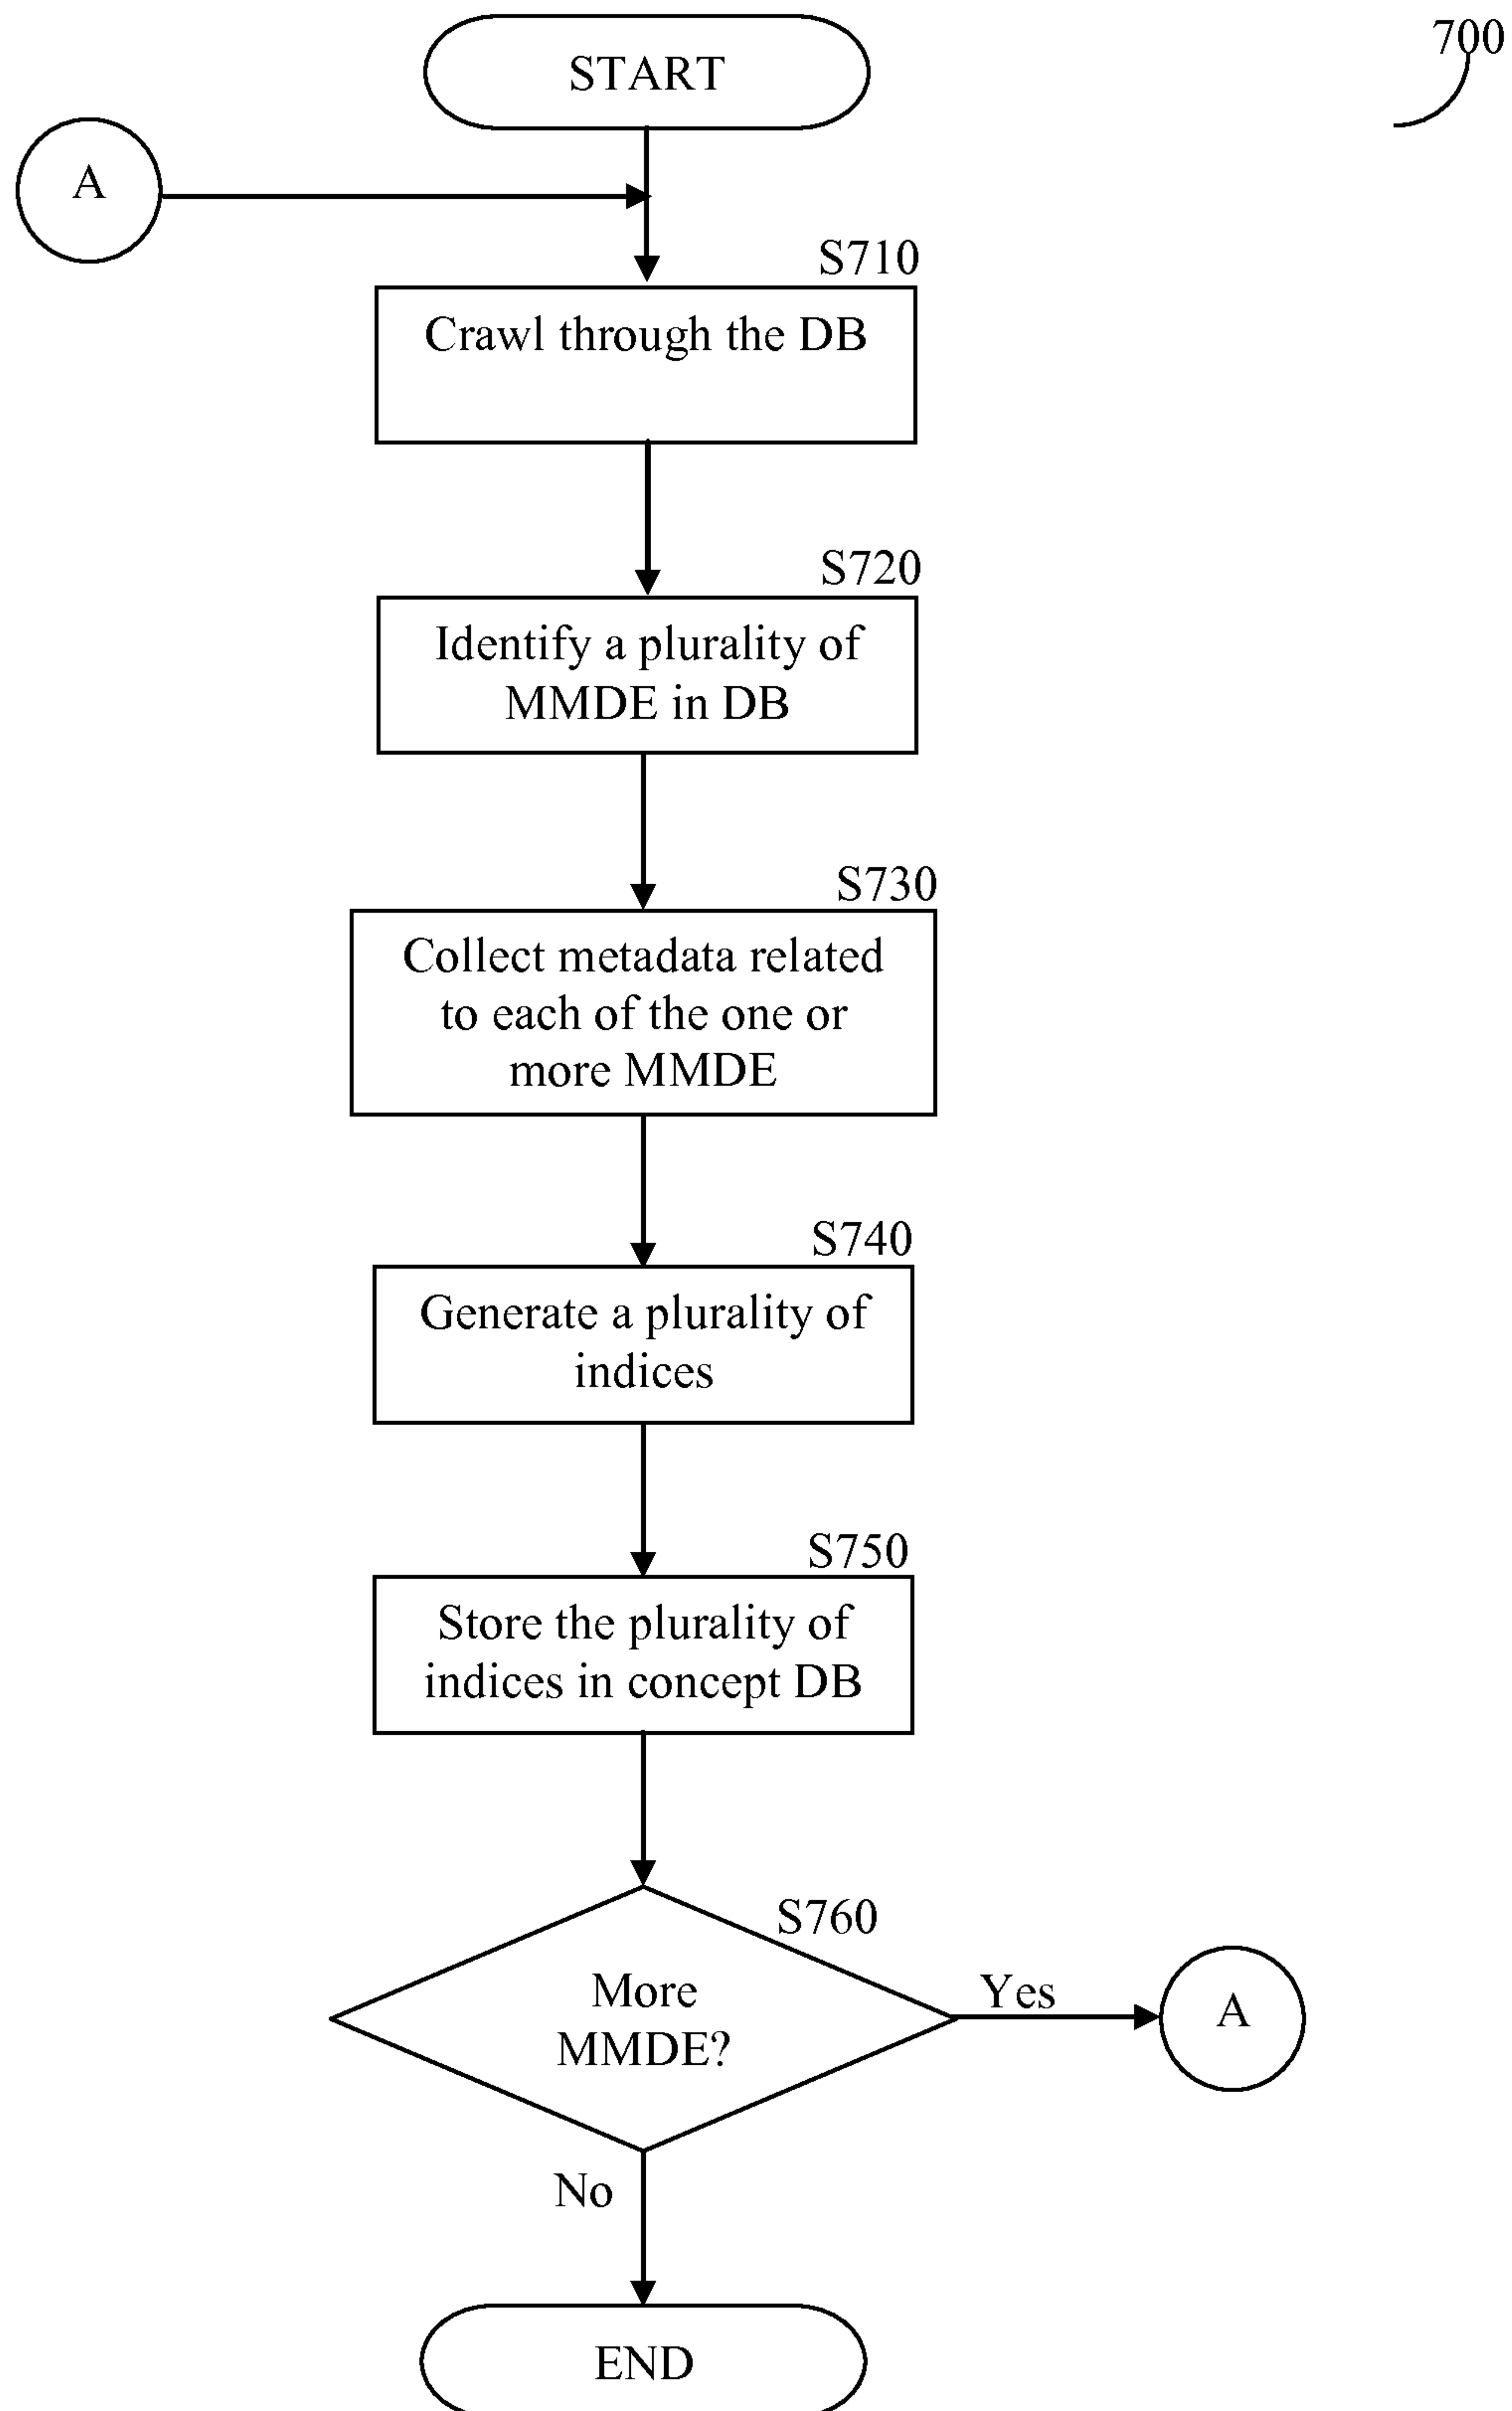 START
700
A
S710
Crawl through the DB
S720
Identify a plurality of
MMDE in DB
S730
Collect metadata related
to each of the one or
more MMDE
S740
Generate a plurality of
indices
S750
Store the plurality of
indices in concept DB
S760
More
MMDE?
Yes
A
No
END